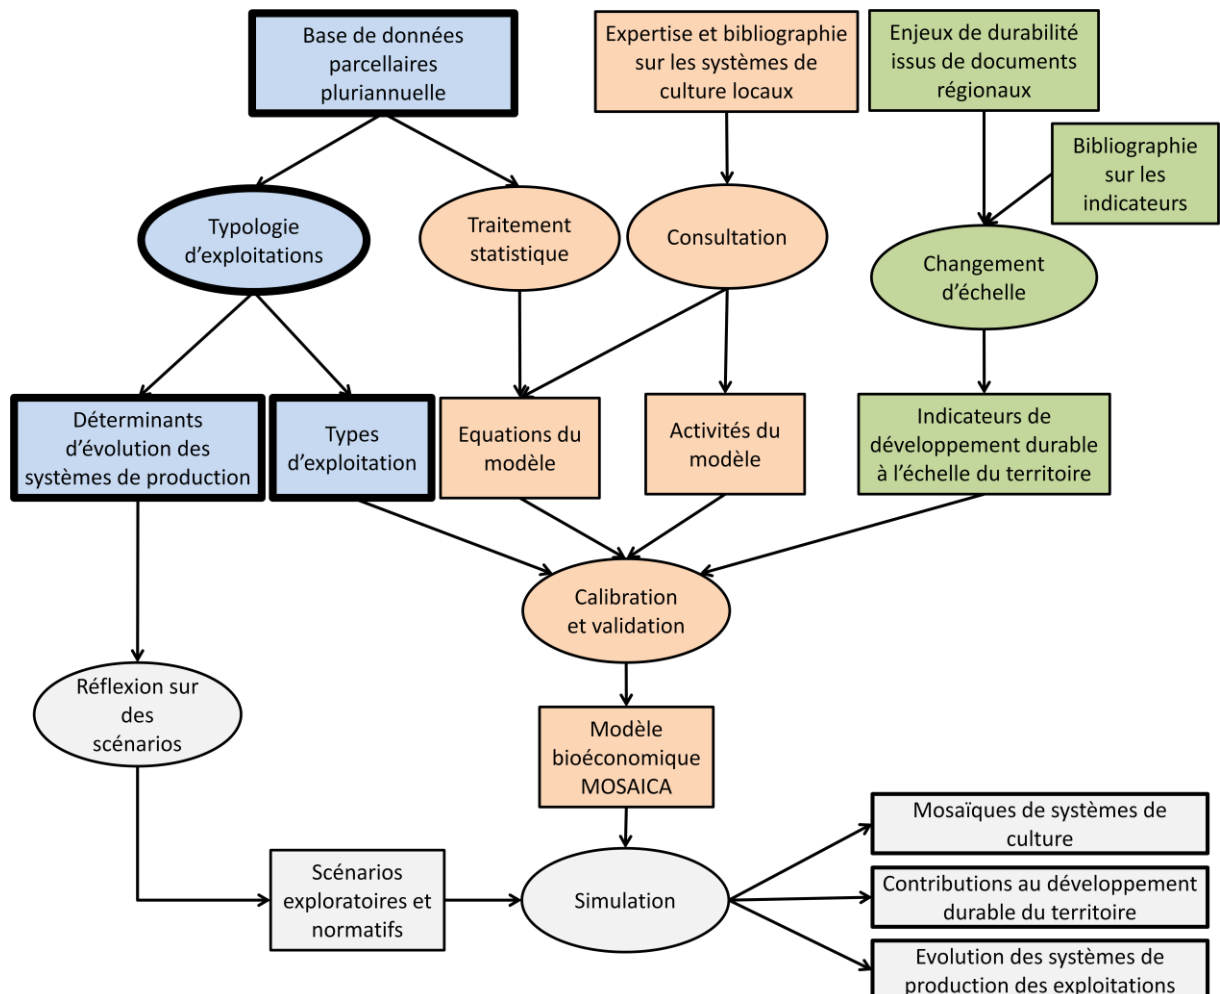 Base de données
parcellaires
pluriannuelle
Expertise et bibliographie
sur les systèmes de
culture locaux
Enjeux de durabilité
issus de documents
régionaux
Bibliographie
sur les
indicateurs
Typologie
d’exploitations
Traitement
statistique
Consultation
Changement
d’échelle
Déterminants
d’évolution des
systèmes de production
Types
d’exploitation
Equations du
modèle
Activités du
modèle
Indicateurs de
développement durable
à l’échelle du territoire
Calibration
et validation
Réflexion sur
des
scénarios
Modèle
bioéconomique
MOSAICA
Scénarios
exploratoires et
normatifs
Simulation
Mosaïques de systèmes de
culture
Contributions au développement
durable du territoire
Evolution des systèmes de
production des exploitations